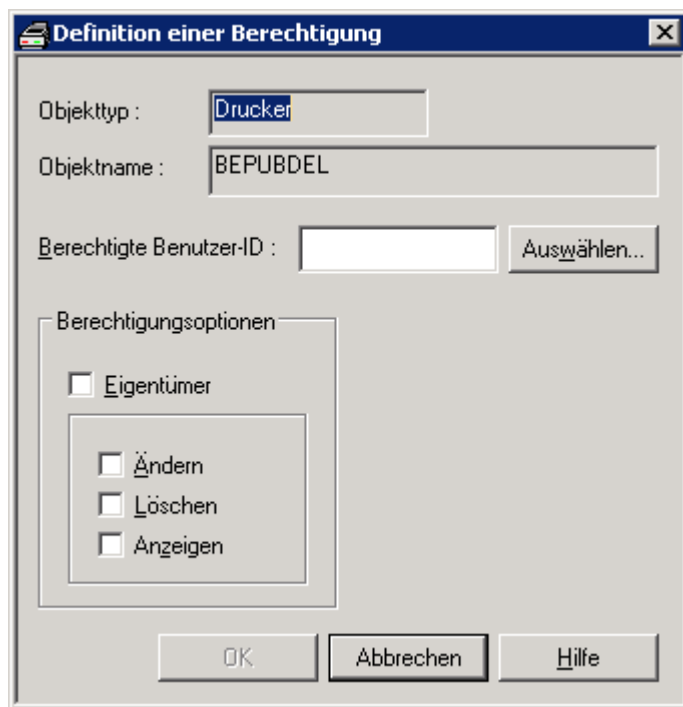 Definition einer Berechtigung
Objekttyp : Drucker
Objektname : BEPUBDEL
Berechtigte Benutzer-ID : Auswählen...
Berechtigungsoptionen
Eigentümer
Ändern
Löschen
Anzeigen
OK Abbrechen Hilfe